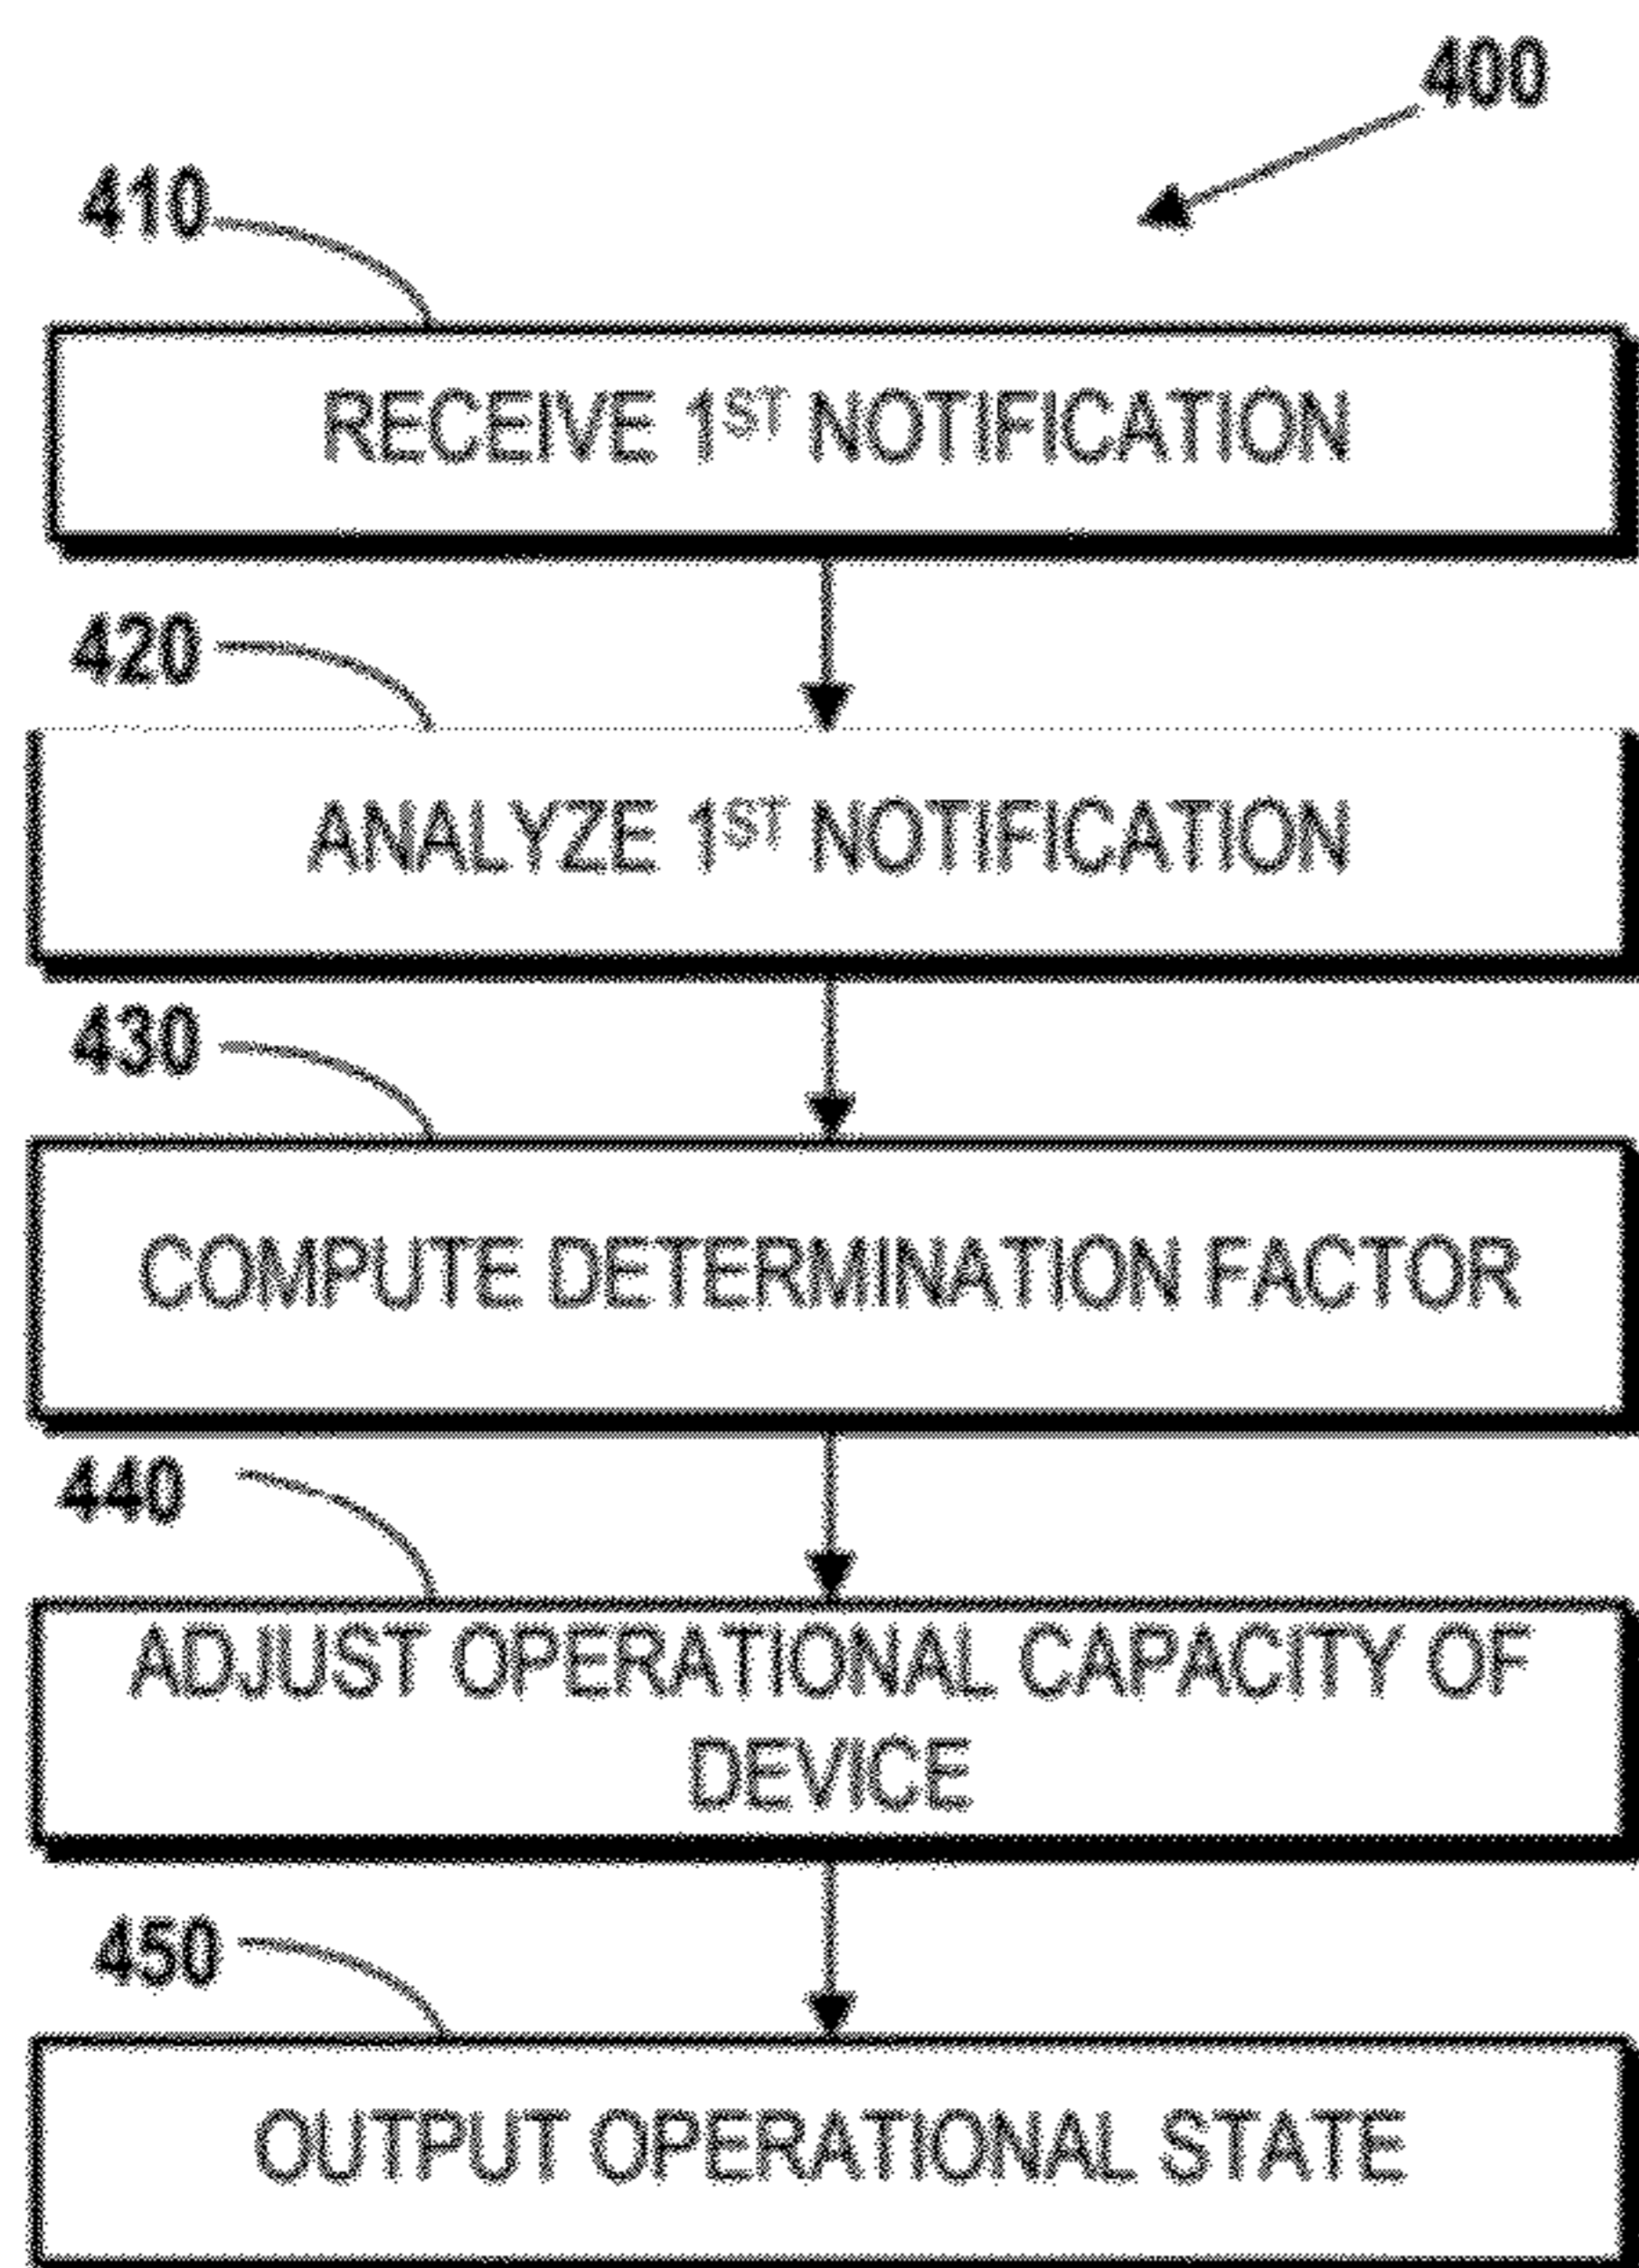 400
410
RECEIVE 1ST NOTIFICATION
420
ANALYZE 1ST NOTIFICATION
430
COMPUTE DETERMINATION FACTOR
440
ADJUST OPERATIONAL CAPACITY OF
DEVICE
450
OUTPUT OPERATIONAL STATE